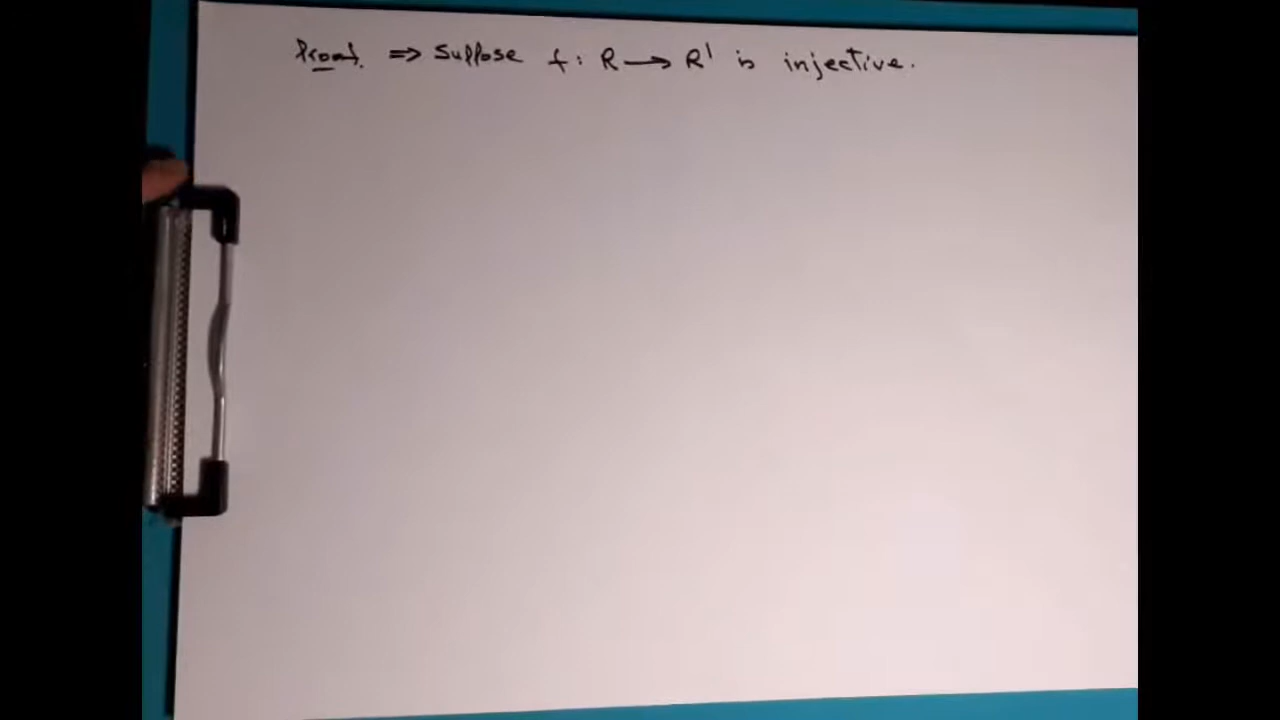 Proof. ⇒ Suppose f: R → R' is injective.